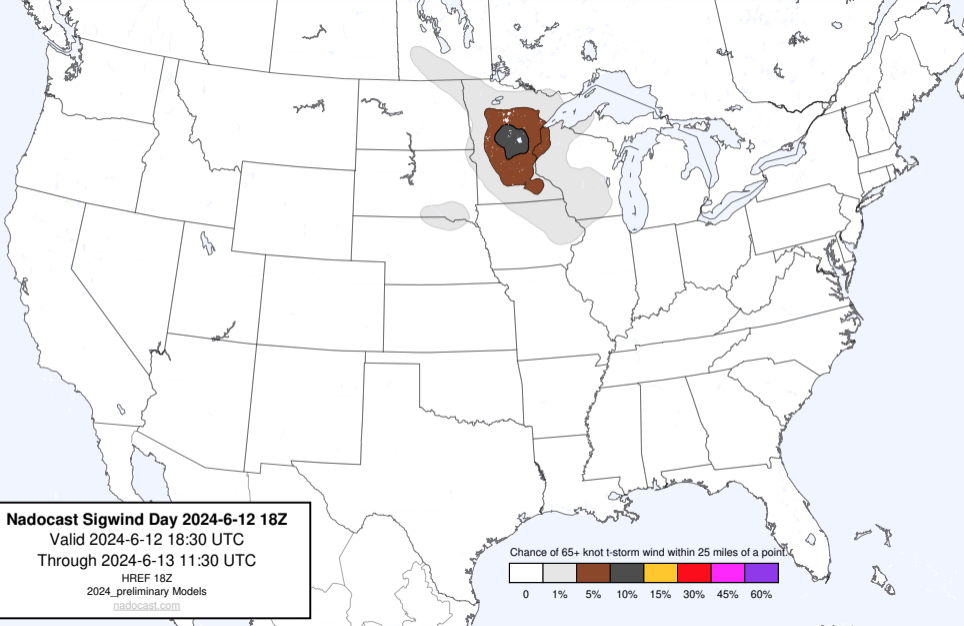 Nadocast Sigwind Day 2024-6-12 18Z
Valid 2024-6-12 18:30 UTC
Through 2024-6-13 11:30 UTC
HREF 18Z
2024_preliminary Models
nadocast.com
Chance of 65+ knot t-storm wind within 25 miles of a point.
0 1% 5% 10% 15% 30% 45% 60%